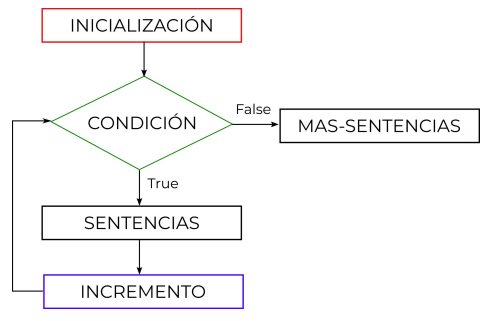 INICIALIZACIÓN
CONDICIÓN
False
MAS-SENTENCIAS
True
SENTENCIAS
INCREMENTO